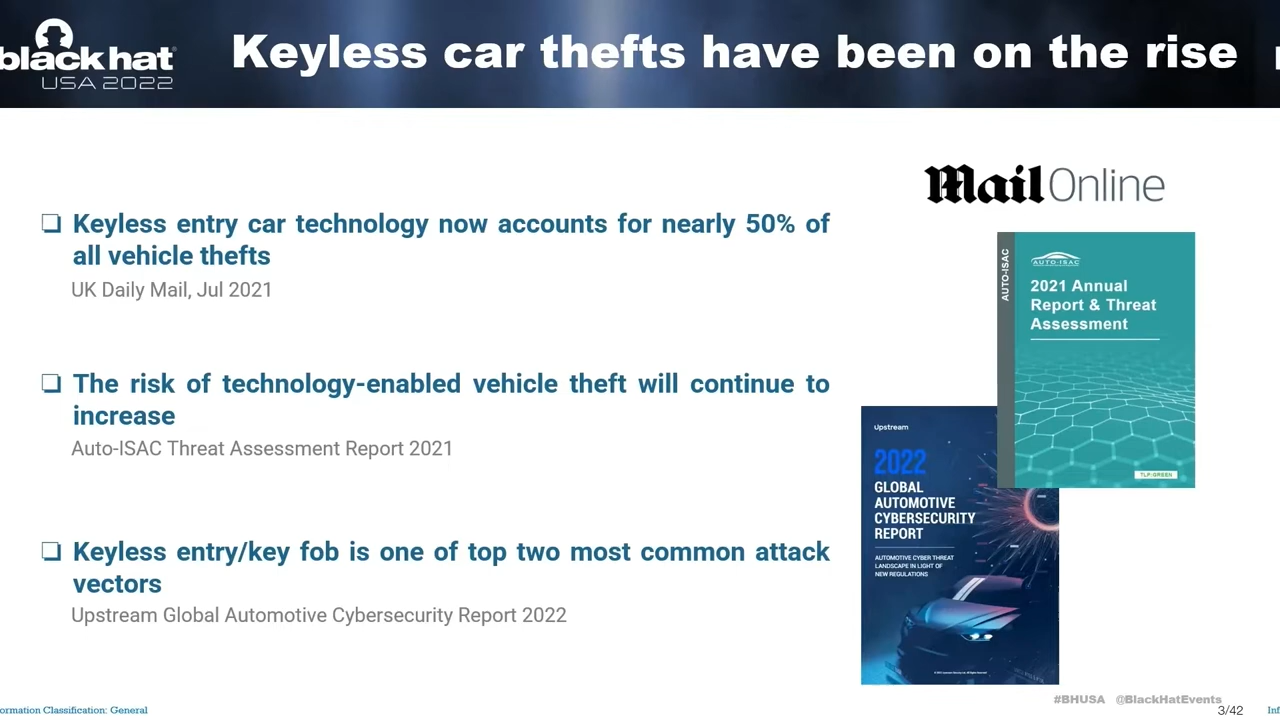 black hat
USA 2022
Keyless car thefts have been on the rise
❏ Keyless entry car technology now accounts for nearly 50% of
all vehicle thefts
UK Daily Mail, Jul 2021
❏ The risk of technology-enabled vehicle theft will continue to
increase
Auto-ISAC Threat Assessment Report 2021
❏ Keyless entry/key fob is one of top two most common attack
vectors
Upstream Global Automotive Cybersecurity Report 2022
Mail Online
AUTO-ISAC
AUTO-ISAC
2021 Annual
Report & Threat
Assessment
TLP:GREEN
Upstream
2022
GLOBAL
AUTOMOTIVE
CYBERSECURITY
REPORT
AUTOMOTIVE CYBER THREAT
LANDSCAPE IN LIGHT OF
NEW REGULATIONS
#BHUSA @BlackHatEvents
ormation Classification: General
3/42
Inf